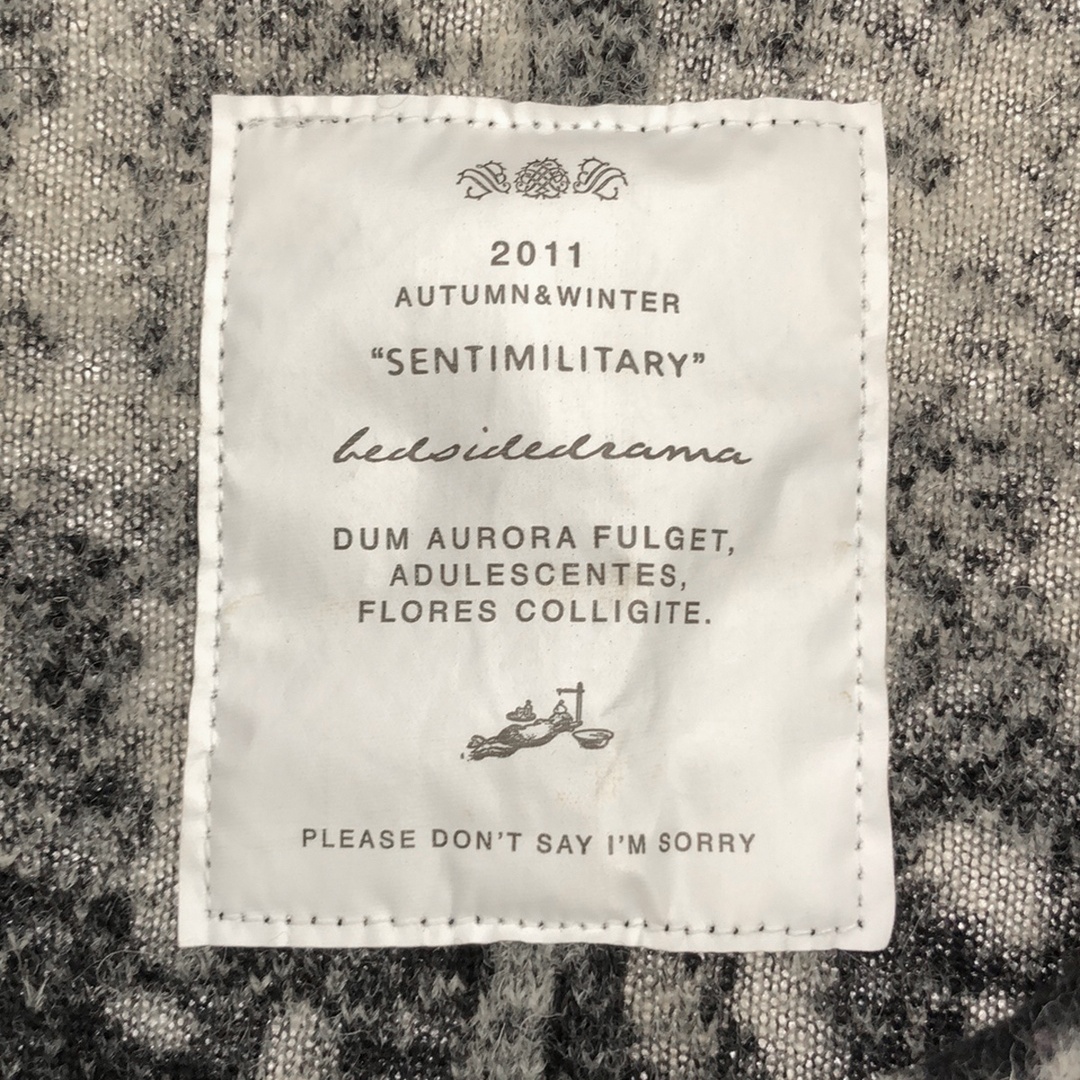 2011
AUTUMN&WINTER
“SENTIMILITARY”
bedsidedrama
DUM AURORA FULGET,
ADULESCENTES,
FLORES COLLIGITE.
PLEASE DON’T SAY I’M SORRY